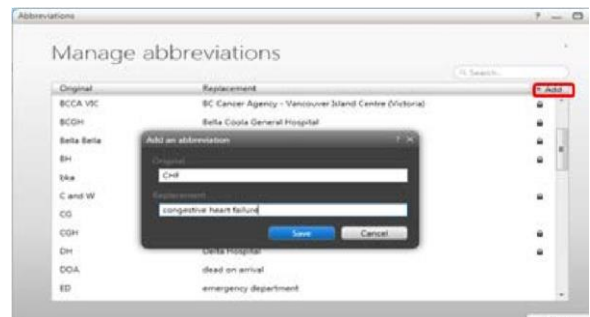 Abbreviations
Manage abbreviations
Search...
Original Replacement Add...
BCCA VIC BC Cancer Agency - Vancouver Island Centre (Victoria)
BCGH Bella Coola General Hospital
Bella Bella
BH
bka
C and W
CG
CGH
DH Delta Hospital
DOA dead on arrival
ED emergency department
Add an abbreviation
Original
CHF
Replacement
congestive heart failure
Save Cancel